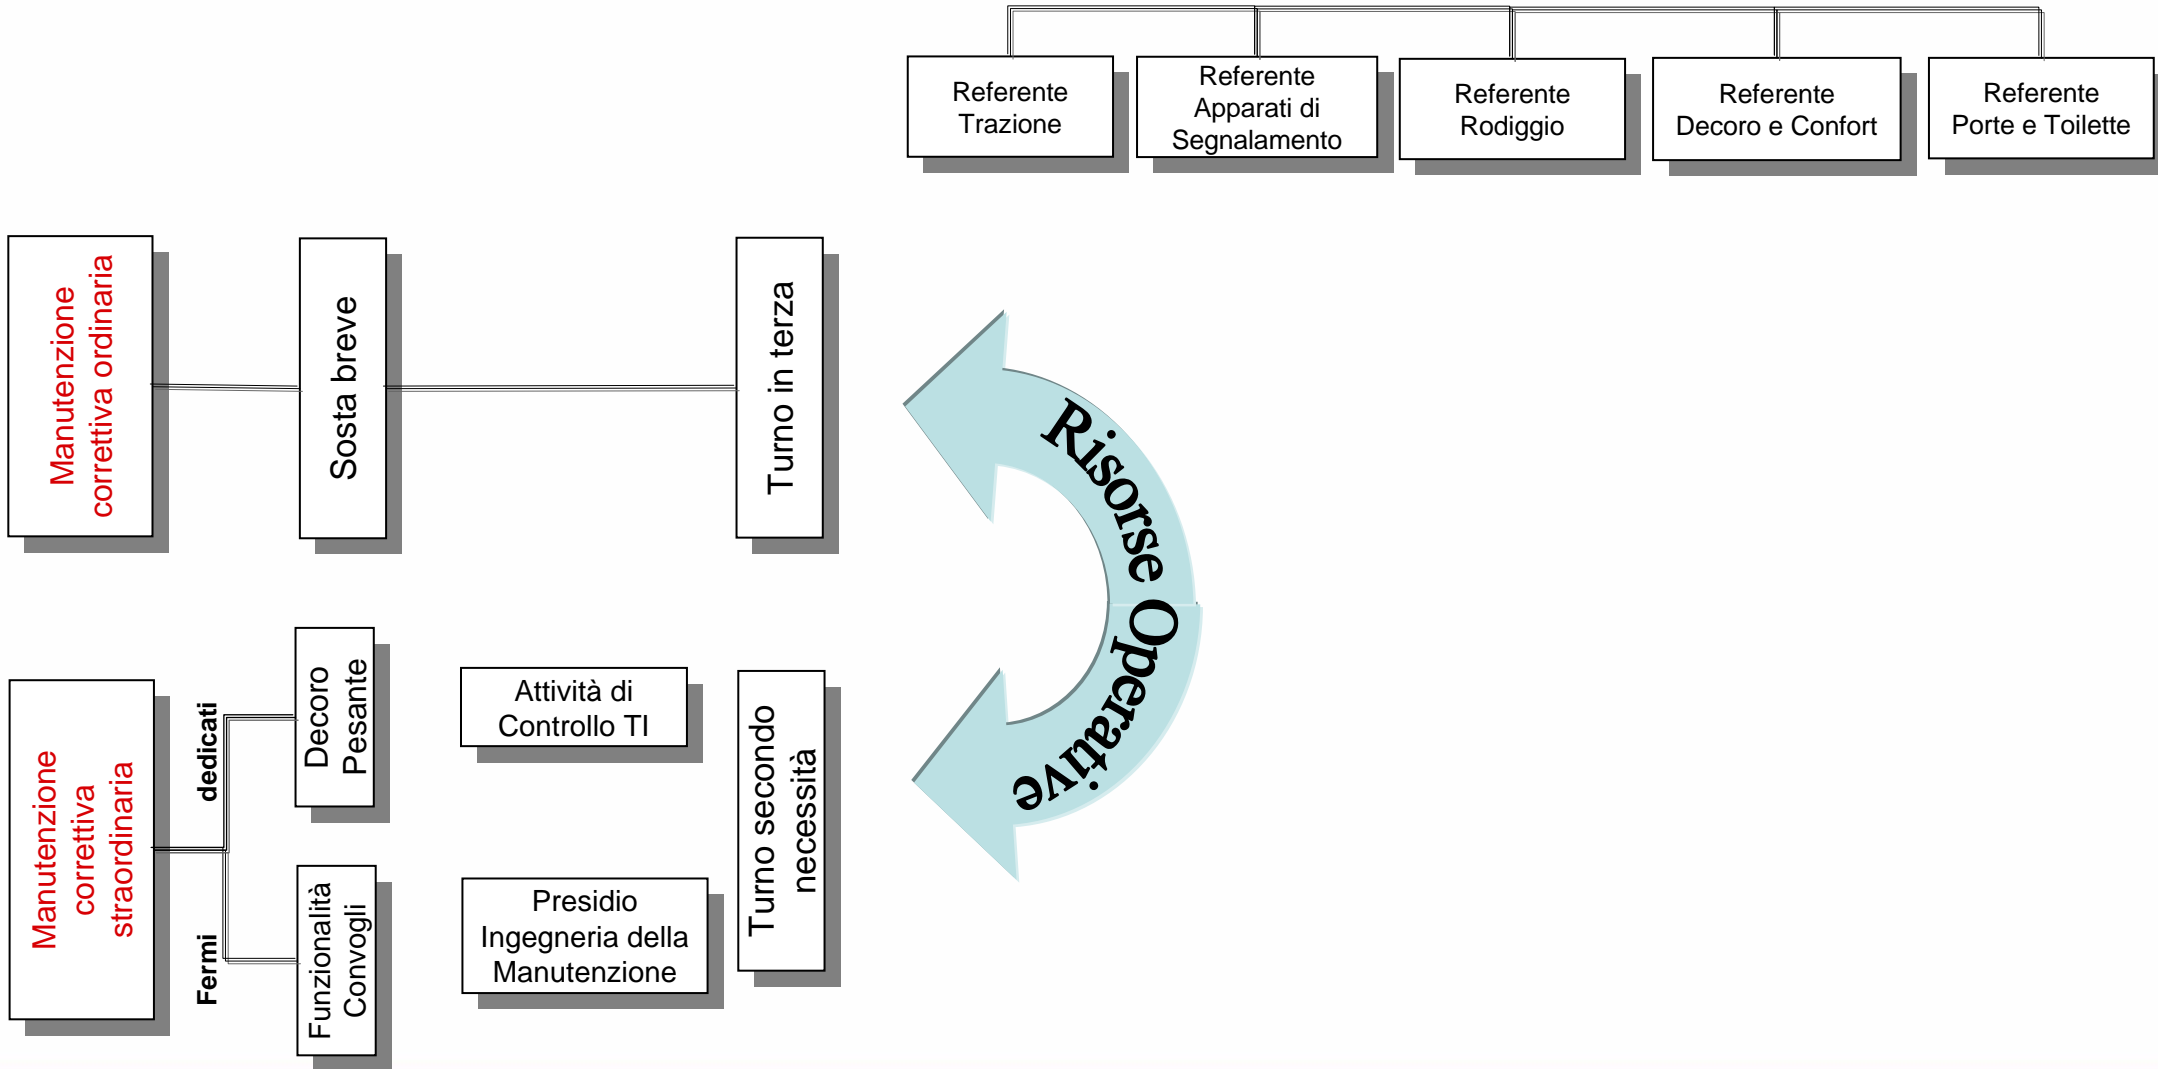 Referente
Trazione
Referente
Apparati di
Segnalamento
Referente
Rodiggio
Referente
Decoro e Confort
Referente
Porte e Toilette
Manutenzione
correttiva ordinaria
Sosta breve
Turno in terza
Risorse Operative
Manutenzione
correttiva
straordinaria
Fermi dedicati
Decoro
Pesante
Funzionalità
Convogli
Attività di
Controllo TI
Presidio
Ingegneria della
Manutenzione
Turno secondo
necessità